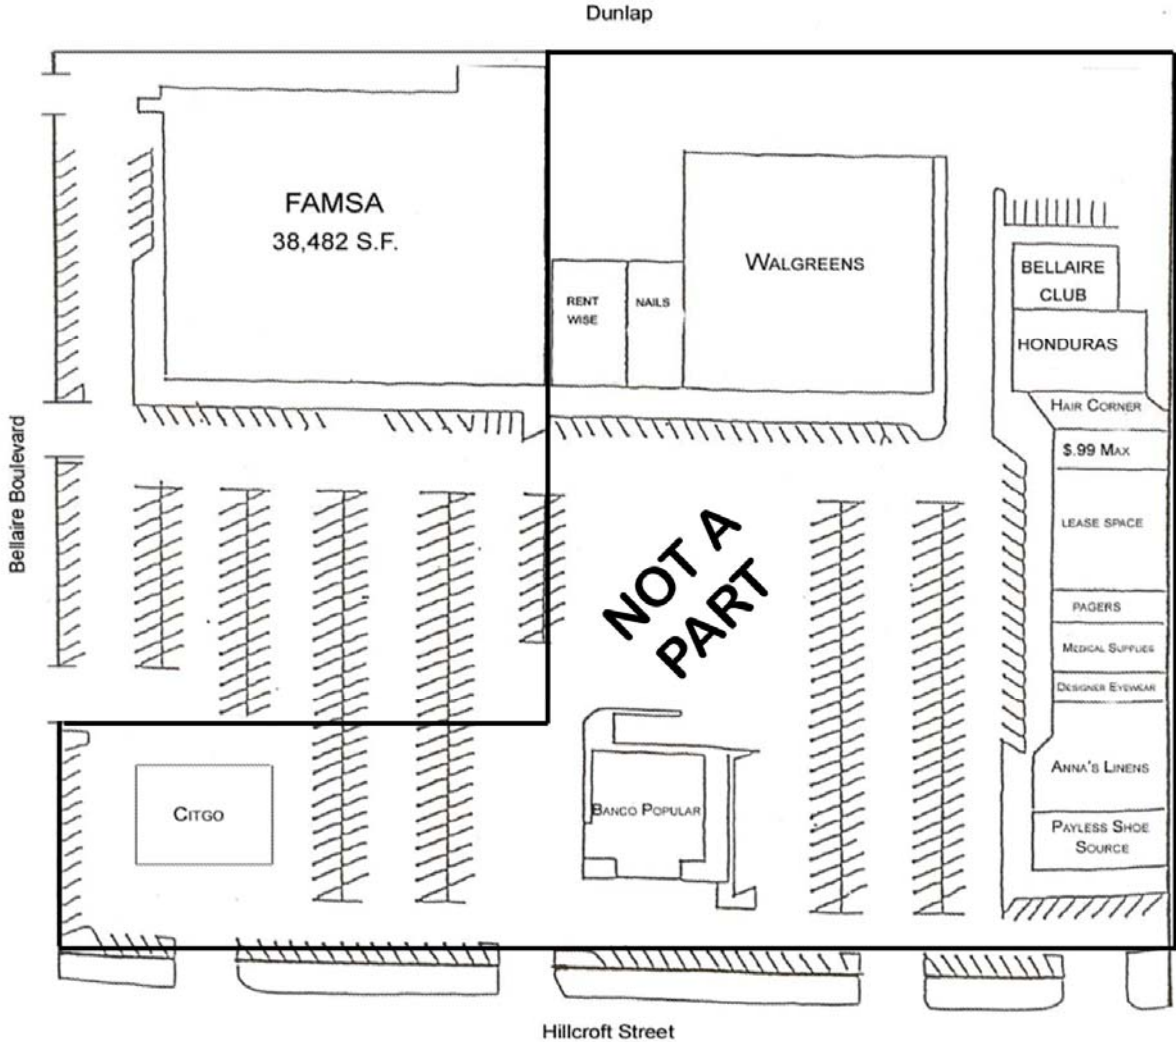 Dunlap
FAMSA
38,482 S.F.
WALGREENS
RENT
WISE
NAILS
BELLAIRE
CLUB
HONDURAS
HAIR CORNER
$.99 MAX
LEASE SPACE
PAGERS
MEDICAL SUPPLIES
DESIGNER EYEWEAR
ANNA'S LINENS
PAYLESS SHOE
SOURCE
Bellaire Boulevard
NOT A
PART
CITGO
BANCO POPULAR
Hillcroft Street